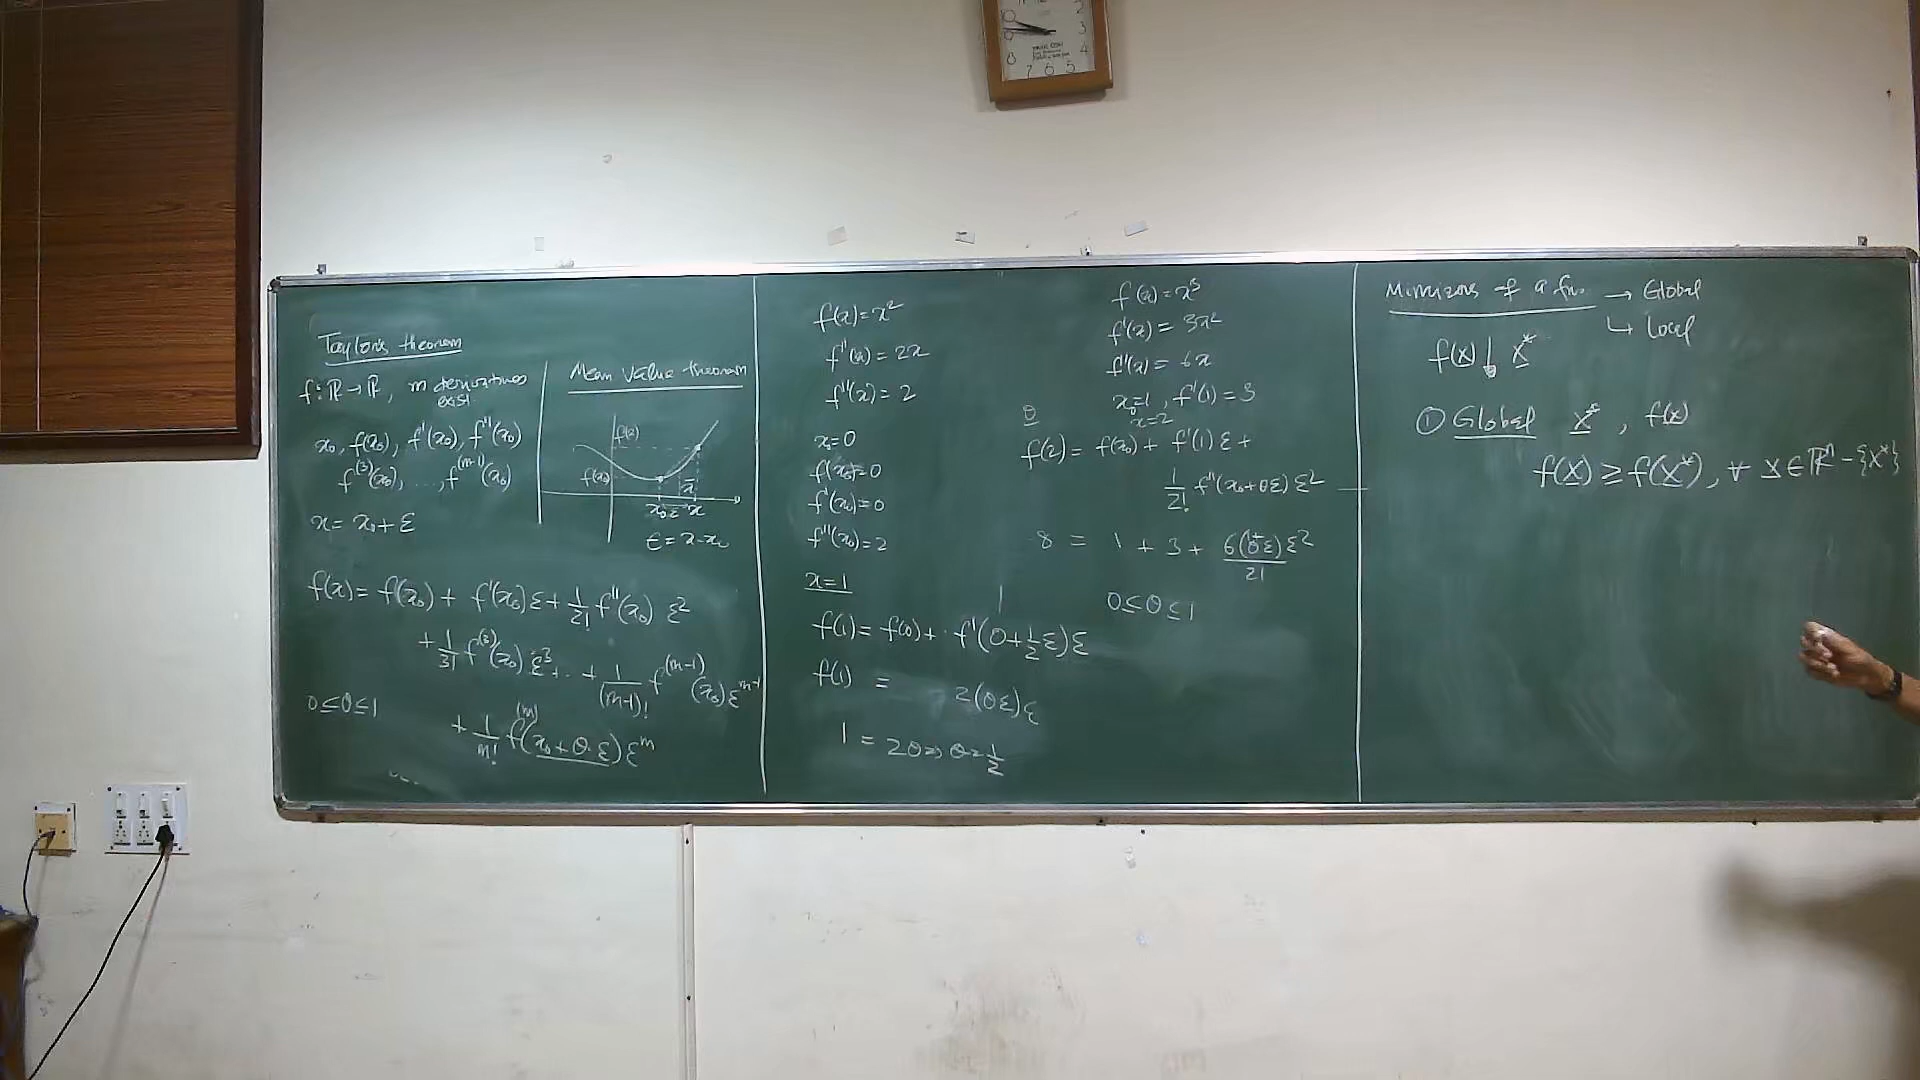 Taylor's theorem
f: ℝ → ℝ, m derivatives exist
x₀, f(x₀), f'(x₀), f''(x₀)
f⁽³⁾(x₀), ..., f⁽ᵐ⁻¹⁾(x₀)
x = x₀ + ε
Mean value theorem
f(x)
f(x₀)
x₀ ε x
x̄
ε = x - x₀
f(x) = f(x₀) + f'(x₀) ε + 1/2! f''(x₀) ε²
+ 1/3! f⁽³⁾(x₀) ε³ + .. + 1/(m-1)! f⁽ᵐ⁻¹⁾(x₀) εᵐ⁻¹
0 ≤ θ ≤ 1
+ 1/m! f⁽ᵐ⁾(x₀ + θ·ε) εᵐ
f(x) = x²
f'(x) = 2x
f''(x) = 2
x₀ = 0
f(x₀) = 0
f'(x₀) = 0
f''(x₀) = 2
x = 1
f(1) = f(0) + f'(0 + 1/2 ε) ε
f(1) = 2(θε) ε
1 = 2θ ⇒ θ = 1/2
f(x) = x³
f'(x) = 3x²
f''(x) = 6x
x₀ = 1, f'(1) = 3
x = 2
θ
f(2) = f(x₀) + f'(1) ε +
1/2! f''(x₀ + θε) ε²
8 = 1 + 3 + 6(1+θε) ε²/2!
0 ≤ θ ≤ 1
Minimizers of a fn. → Global
↳ Local
f(x) ↓ x*
① Global x*, f(x)
f(x) ≥ f(x*), ∀ x ∈ ℝⁿ - {x*}